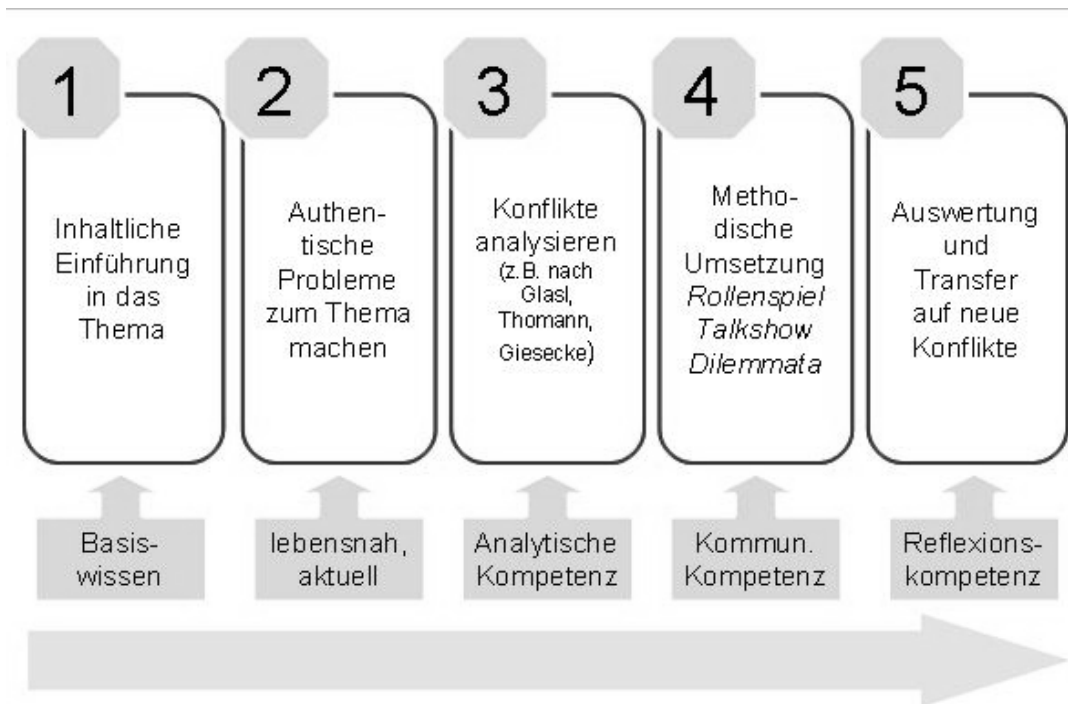 1
Inhaltliche
Einführung
in das
Thema
2
Authen-
tische
Probleme
zum Thema
machen
3
Konflikte
analysieren
(z.B. nach
Glasl,
Thomann,
Giesecke)
4
Metho-
dische
Umsetzung
Rollenspiel
Talkshow
Dilemmata
5
Auswertung
und
Transfer
auf neue
Konflikte
Basis-
wissen
lebensnah,
aktuell
Analytische
Kompetenz
Kommun.
Kompetenz
Reflexions-
kompetenz